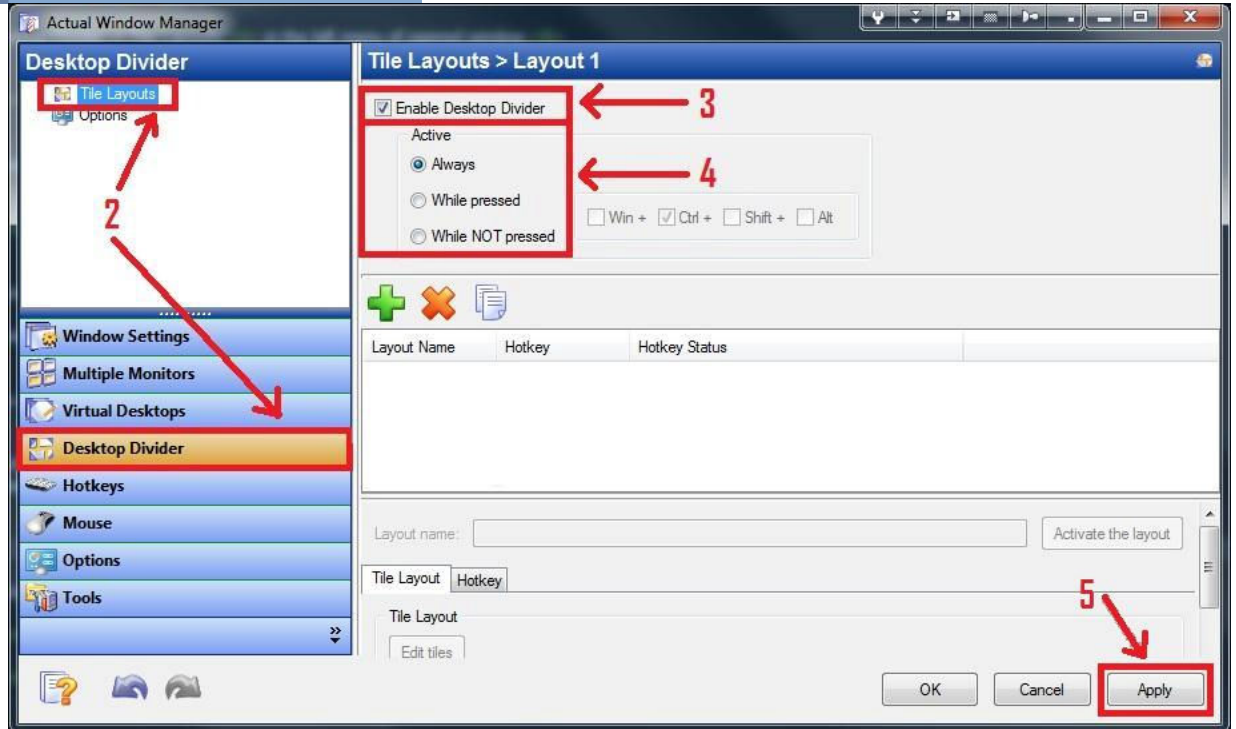 Actual Window Manager
Desktop Divider
Tile Layouts
Options
2
Window Settings
Multiple Monitors
Virtual Desktops
Desktop Divider
Hotkeys
Mouse
Options
Tools
Tile Layouts > Layout 1
Enable Desktop Divider
3
Active
Always
4
While pressed
Win + Ctrl + Shift + Alt
While NOT pressed
Layout Name Hotkey Hotkey Status
Layout name: Activate the layout
Tile Layout Hotkey
Tile Layout
Edit tiles
5
OK Cancel Apply